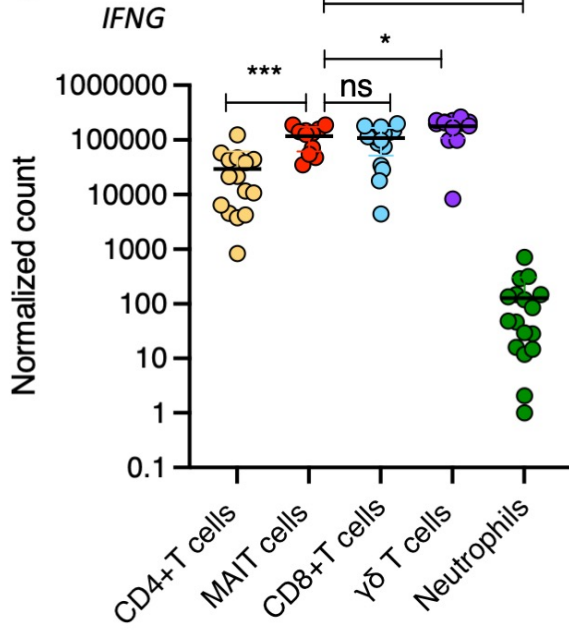 IFNG
*
***
ns
1000000
100000
10000
1000
100
10
1
0.1
Normalized count
CD4+T cells
MAIT cells
CD8+T cells
γδ T cells
Neutrophils